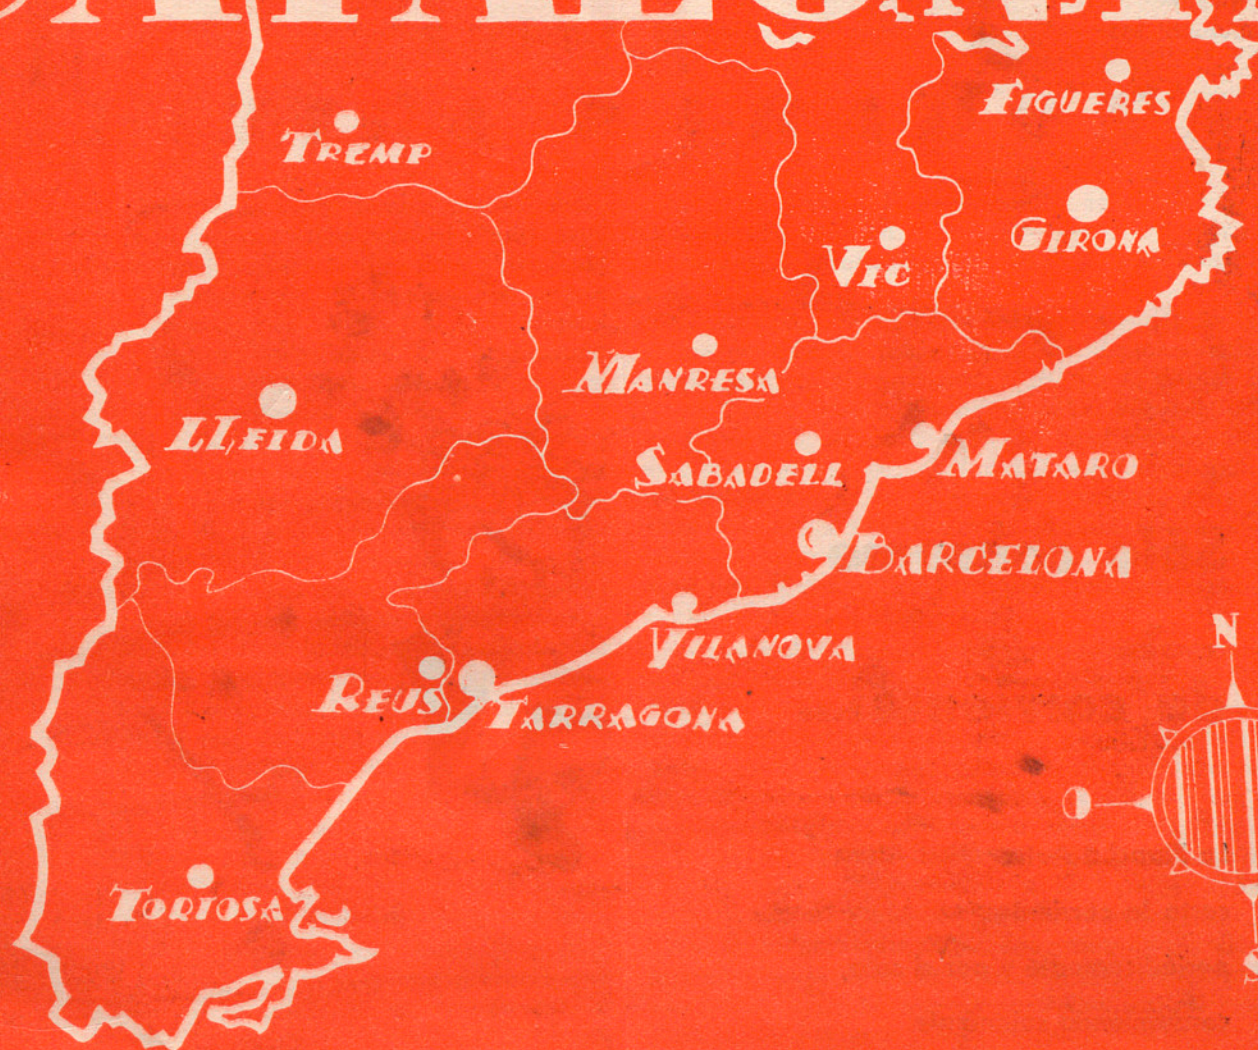 FIGUERES
TREMP
GIRONA
VIC
MANRESA
LLEIDA
SABADELL
MATARO
BARCELONA
N
VILANOVA
REUS
TARRAGONA
TORTOSA
S